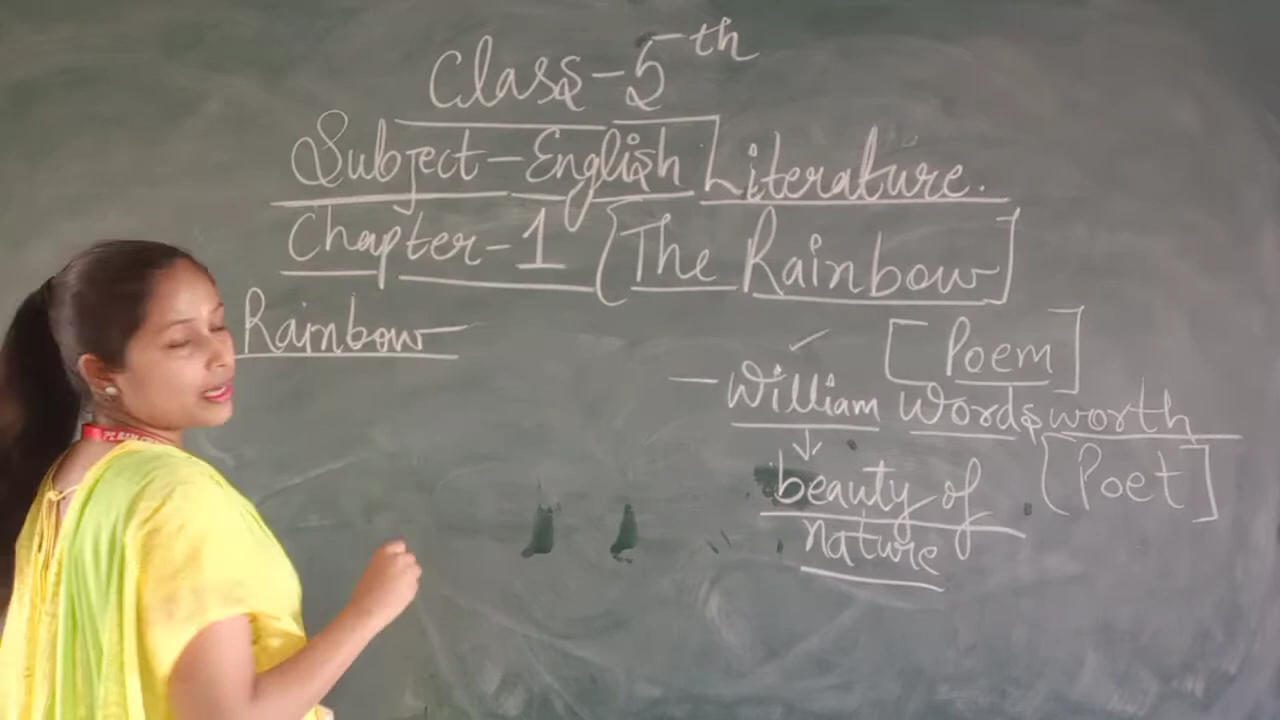 Class-5th
Subject-English Literature.
Chapter-1 [The Rainbow]
Rainbow
[Poem]
- William Wordsworth
[Poet]
beauty of
nature